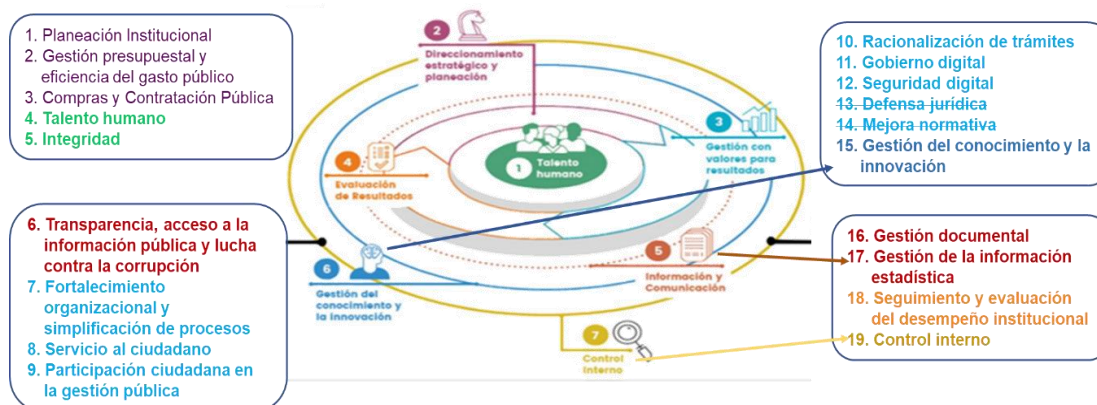 1. Planeación Institucional
2. Gestión presupuestal y
eficiencia del gasto público
3. Compras y Contratación Pública
4. Talento humano
5. Integridad
6. Transparencia, acceso a la
información pública y lucha
contra la corrupción
7. Fortalecimiento
organizacional y
simplificación de procesos
8. Servicio al ciudadano
9. Participación ciudadana en
la gestión pública
2
Direccionamiento
estratégico y
planeación
3
Gestión con
valores para
resultados
1
Talento
humano
4
Evaluación
de Resultados
5
Información y
Comunicación
6
Gestión del
conocimiento y
la Innovación
7
Control
Interno
10. Racionalización de trámites
11. Gobierno digital
12. Seguridad digital
13. Defensa jurídica
14. Mejora normativa
15. Gestión del conocimiento y la
innovación
16. Gestión documental
17. Gestión de la información
estadística
18. Seguimiento y evaluación
del desempeño institucional
19. Control interno